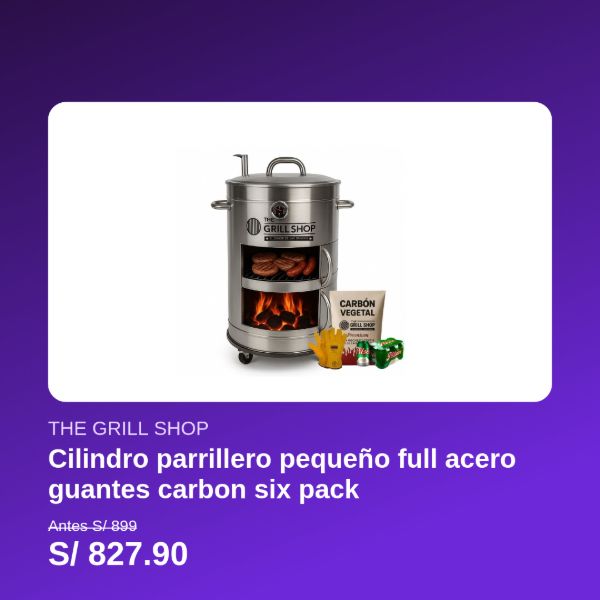 THE
GRILL SHOP
CARBÓN
VEGETAL
GRILL SHOP
THE GRILL SHOP
Cilindro parrillero pequeño full acero
guantes carbon six pack
Antes S/ 899
S/ 827.90